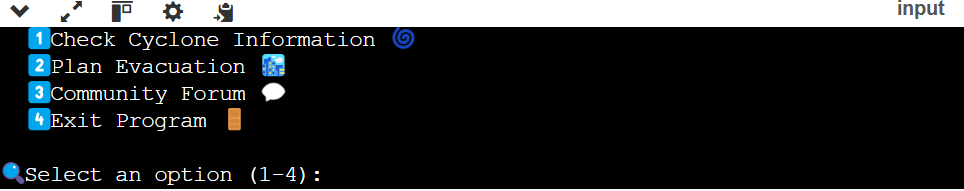 input
1️⃣Check Cyclone Information 🌀
2️⃣Plan Evacuation 🏙️
3️⃣Community Forum 💬
4️⃣Exit Program 🚪
🔍Select an option (1-4):